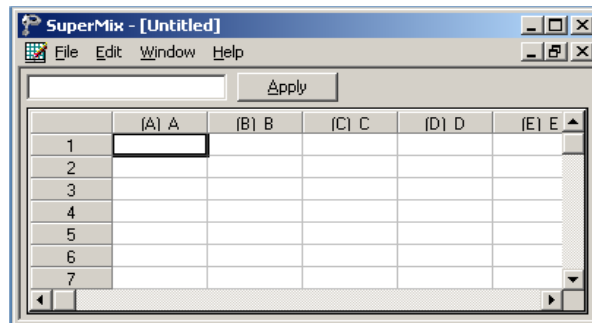 SuperMix - [Untitled]
File Edit Window Help
Apply
(A) A (B) B (C) C (D) D (E) E
1
2
3
4
5
6
7